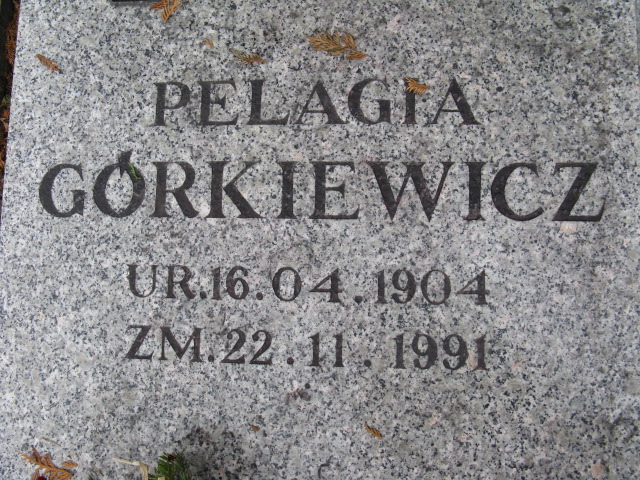 PELAGIA
GÓRKIEWICZ
UR.16.04.1904
ZM.22.11.1991